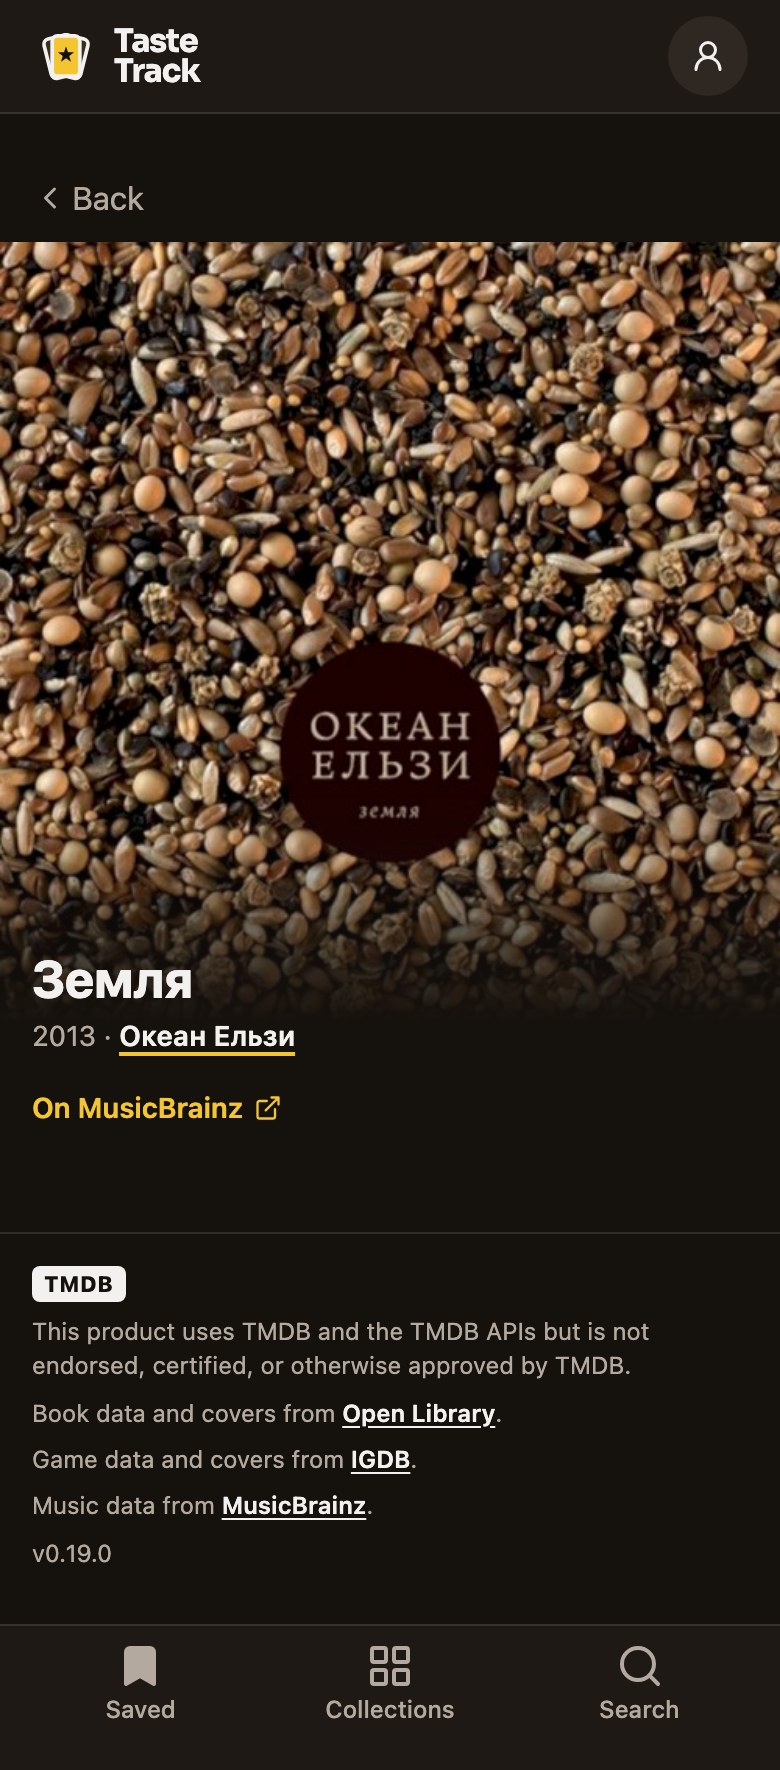 Taste
Track
Back
ОКЕАН
ЕЛЬЗИ
земля
Земля
2013 · Океан Ельзи
On MusicBrainz
TMDB
This product uses TMDB and the TMDB APIs but is not
endorsed, certified, or otherwise approved by TMDB.
Book data and covers from Open Library.
Game data and covers from IGDB.
Music data from MusicBrainz.
v0.19.0
Saved
Collections
Search